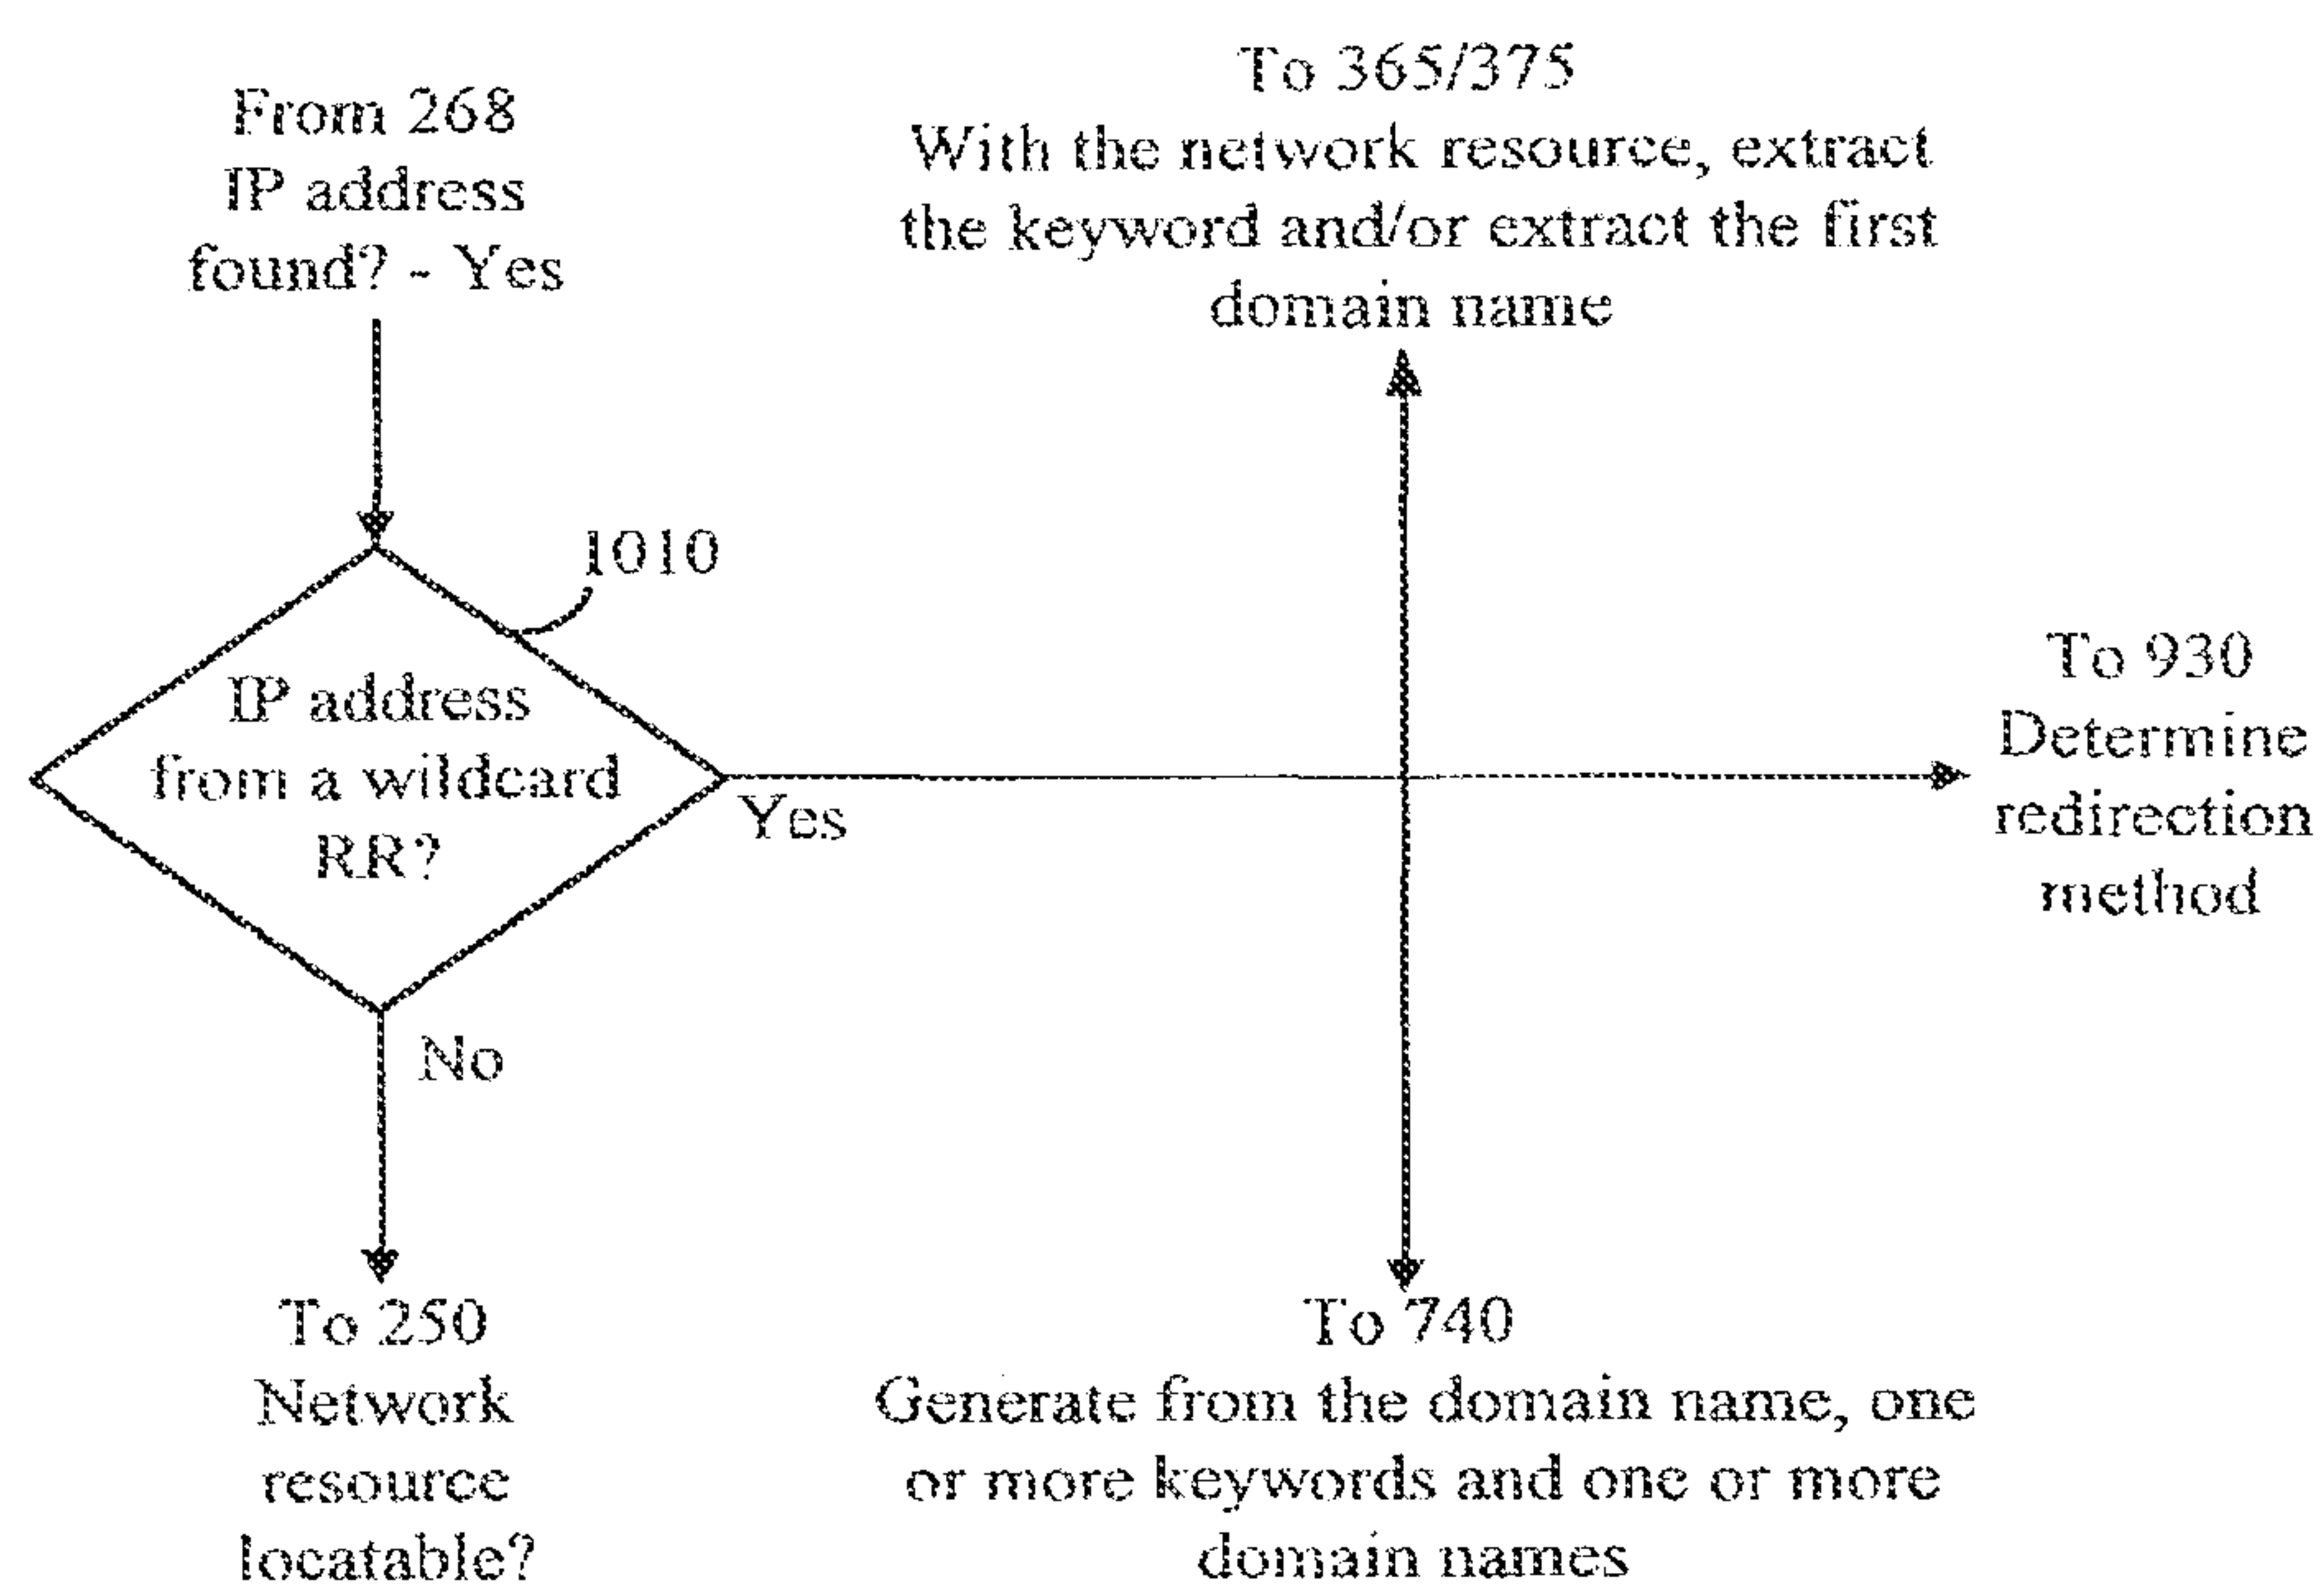 From 268
IP address
found? - Yes
To 365/375
With the network resource, extract
the keyword and/or extract the first
domain name
1010
IP address
from a wildcard
RR?
Yes
No
To 930
Determine
redirection
method
To 250
Network
resource
locatable?
To 740
Generate from the domain name, one
or more keywords and one or more
domain names